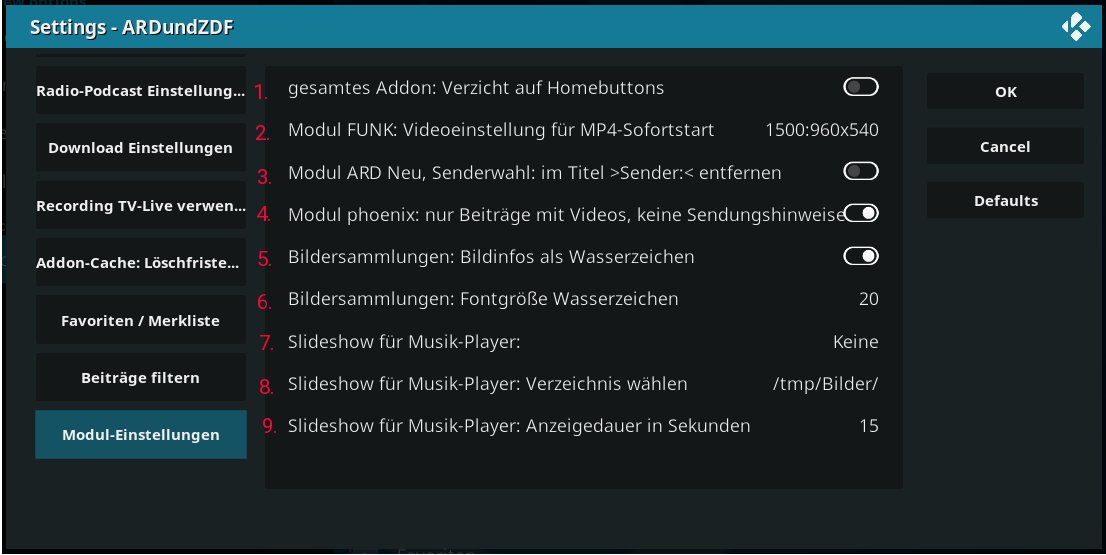 Settings - ARDundZDF
Radio-Podcast Einstellung...
Download Einstellungen
Recording TV-Live verwen...
Addon-Cache: Löschfriste...
Favoriten / Merkliste
Beiträge filtern
Modul-Einstellungen
1. gesamtes Addon: Verzicht auf Homebuttons
2. Modul FUNK: Videoeinstellung für MP4-Sofortstart 1500:960x540
3. Modul ARD Neu, Senderwahl: im Titel >Sender:< entfernen
4. Modul phoenix: nur Beiträge mit Videos, keine Sendungshinweise
5. Bildersammlungen: Bildinfos als Wasserzeichen
6. Bildersammlungen: Fontgröße Wasserzeichen 20
7. Slideshow für Musik-Player: Keine
8. Slideshow für Musik-Player: Verzeichnis wählen /tmp/Bilder/
9. Slideshow für Musik-Player: Anzeigedauer in Sekunden 15
OK
Cancel
Defaults